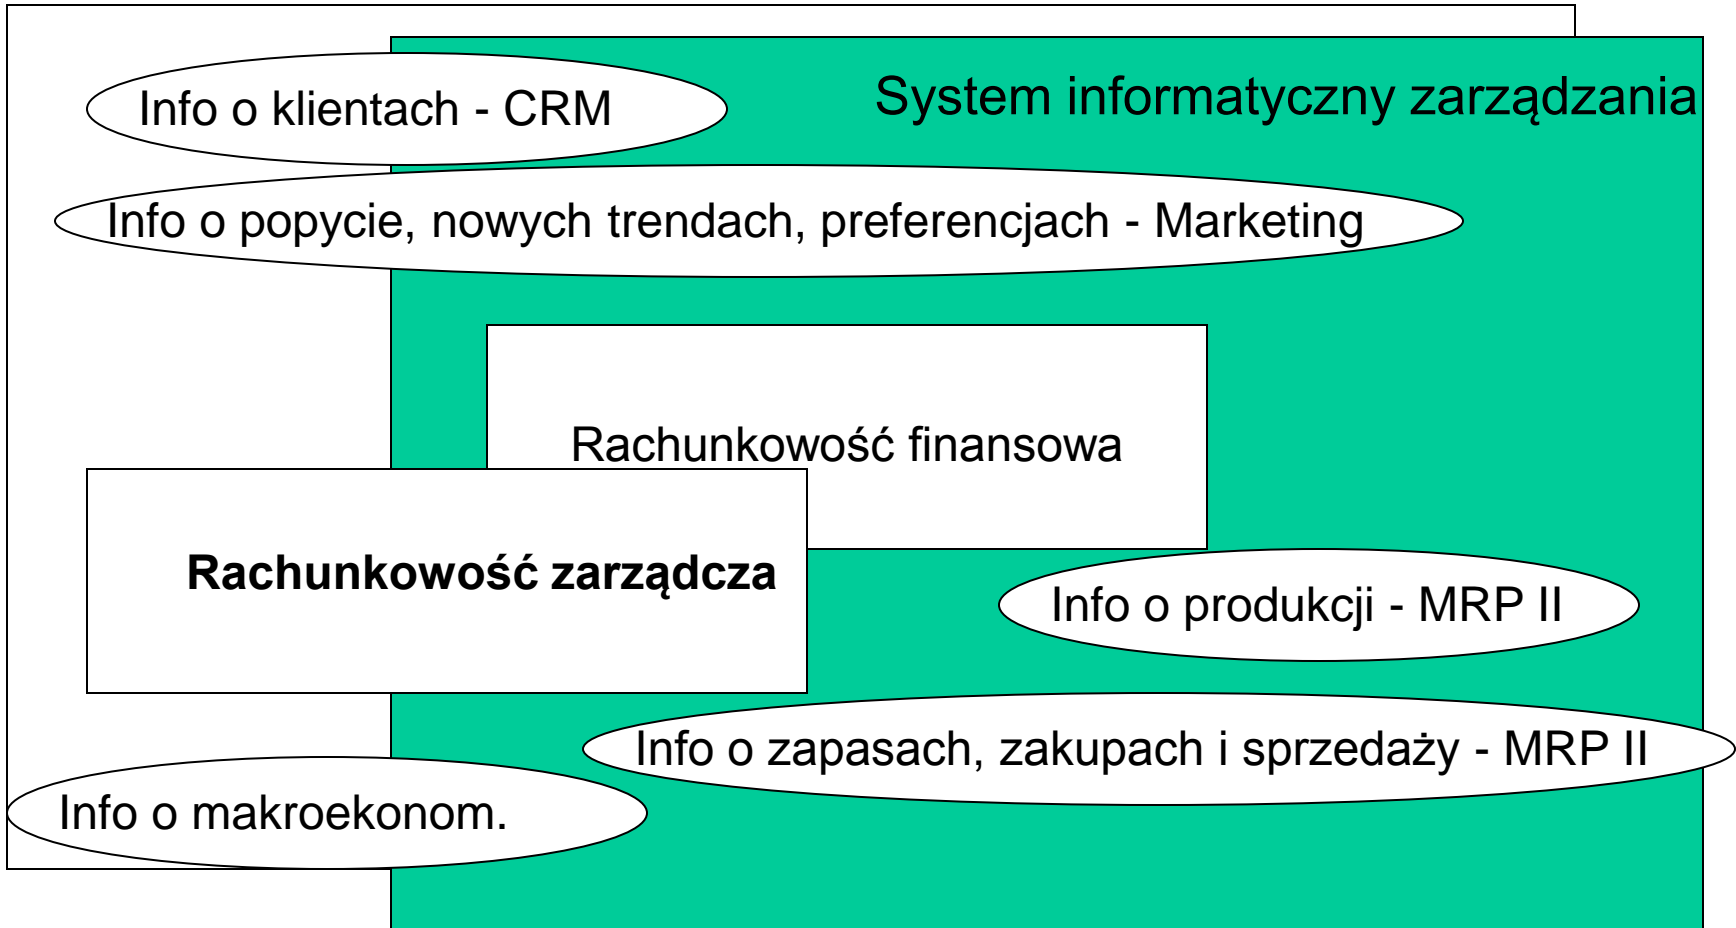 System informatyczny zarządzania
Info o klientach - CRM
Info o popycie, nowych trendach, preferencjach - Marketing
Rachunkowość finansowa
Rachunkowość zarządcza
Info o produkcji - MRP II
Info o zapasach, zakupach i sprzedaży - MRP II
Info o makroekonom.